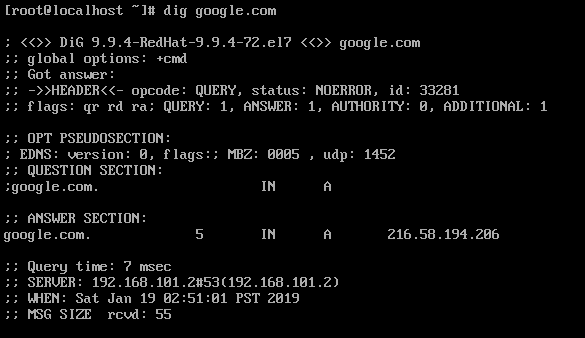 [root@localhost ~]# dig google.com
; <<>> DiG 9.9.4-RedHat-9.9.4-72.el7 <<>> google.com
;; global options: +cmd
;; Got answer:
;; ->>HEADER<<- opcode: QUERY, status: NOERROR, id: 33281
;; flags: qr rd ra; QUERY: 1, ANSWER: 1, AUTHORITY: 0, ADDITIONAL: 1
;; OPT PSEUDOSECTION:
; EDNS: version: 0, flags:; MBZ: 0005 , udp: 1452
;; QUESTION SECTION:
;google.com. IN A
;; ANSWER SECTION:
google.com. 5 IN A 216.58.194.206
;; Query time: 7 msec
;; SERVER: 192.168.101.2#53(192.168.101.2)
;; WHEN: Sat Jan 19 02:51:01 PST 2019
;; MSG SIZE rcvd: 55